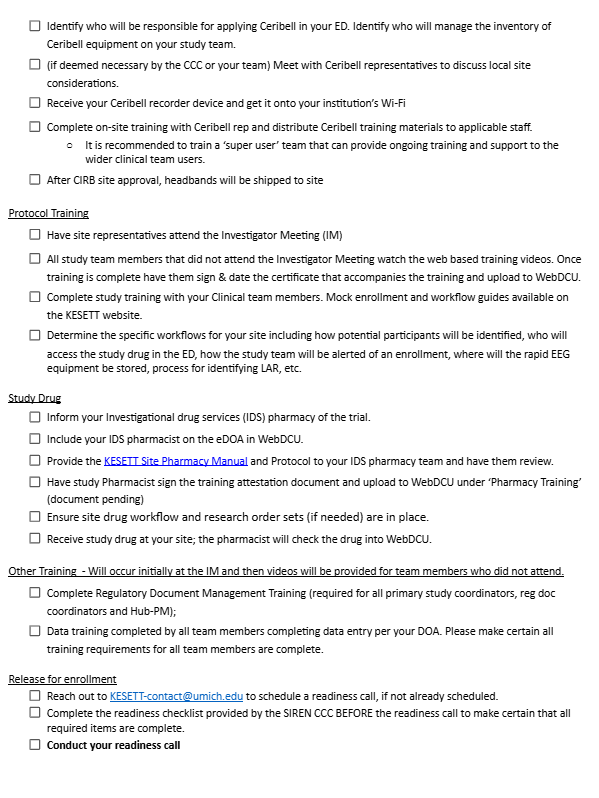 ☐ Identify who will be responsible for applying Ceribell in your ED. Identify who will manage the inventory of
Ceribell equipment on your study team.
☐ (if deemed necessary by the CCC or your team) Meet with Ceribell representatives to discuss local site
considerations.
☐ Receive your Ceribell recorder device and get it onto your institution's Wi-Fi
☐ Complete on-site training with Ceribell rep and distribute Ceribell training materials to applicable staff.
o It is recommended to train a 'super user' team that can provide ongoing training and support to the
wider clinical team users.
☐ After CIRB site approval, headbands will be shipped to site
Protocol Training
☐ Have site representatives attend the Investigator Meeting (IM)
☐ All study team members that did not attend the Investigator Meeting watch the web based training videos. Once
training is complete have them sign & date the certificate that accompanies the training and upload to WebDCU.
☐ Complete study training with your Clinical team members. Mock enrollment and workflow guides available on
the KESETT website.
☐ Determine the specific workflows for your site including how potential participants will be identified, who will
access the study drug in the ED, how the study team will be alerted of an enrollment, where will the rapid EEG
equipment be stored, process for identifying LAR, etc.
Study Drug
☐ Inform your Investigational drug services (IDS) pharmacy of the trial.
☐ Include your IDS pharmacist on the eDOA in WebDCU.
☐ Provide the KESETT Site Pharmacy Manual and Protocol to your IDS pharmacy team and have them review.
☐ Have study Pharmacist sign the training attestation document and upload to WebDCU under 'Pharmacy Training'
(document pending)
☐ Ensure site drug workflow and research order sets (if needed) are in place.
☐ Receive study drug at your site; the pharmacist will check the drug into WebDCU.
Other Training - Will occur initially at the IM and then videos will be provided for team members who did not attend.
☐ Complete Regulatory Document Management Training (required for all primary study coordinators, reg doc
coordinators and Hub-PM);
☐ Data training completed by all team members completing data entry per your DOA. Please make certain all
training requirements for all team members are complete.
Release for enrollment
☐ Reach out to KESETT-contact@umich.edu to schedule a readiness call, if not already scheduled.
☐ Complete the readiness checklist provided by the SIREN CCC BEFORE the readiness call to make certain that all
required items are complete.
☐ Conduct your readiness call